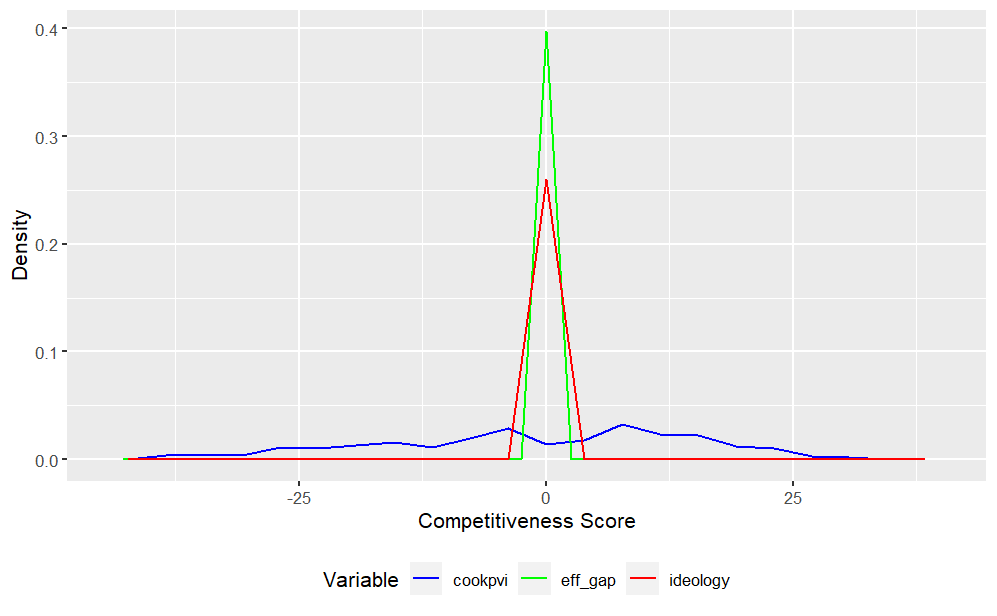 0.4
0.3
0.2
0.1
0.0
Density
-25 0 25
Competitiveness Score
Variable cookpvi eff_gap ideology